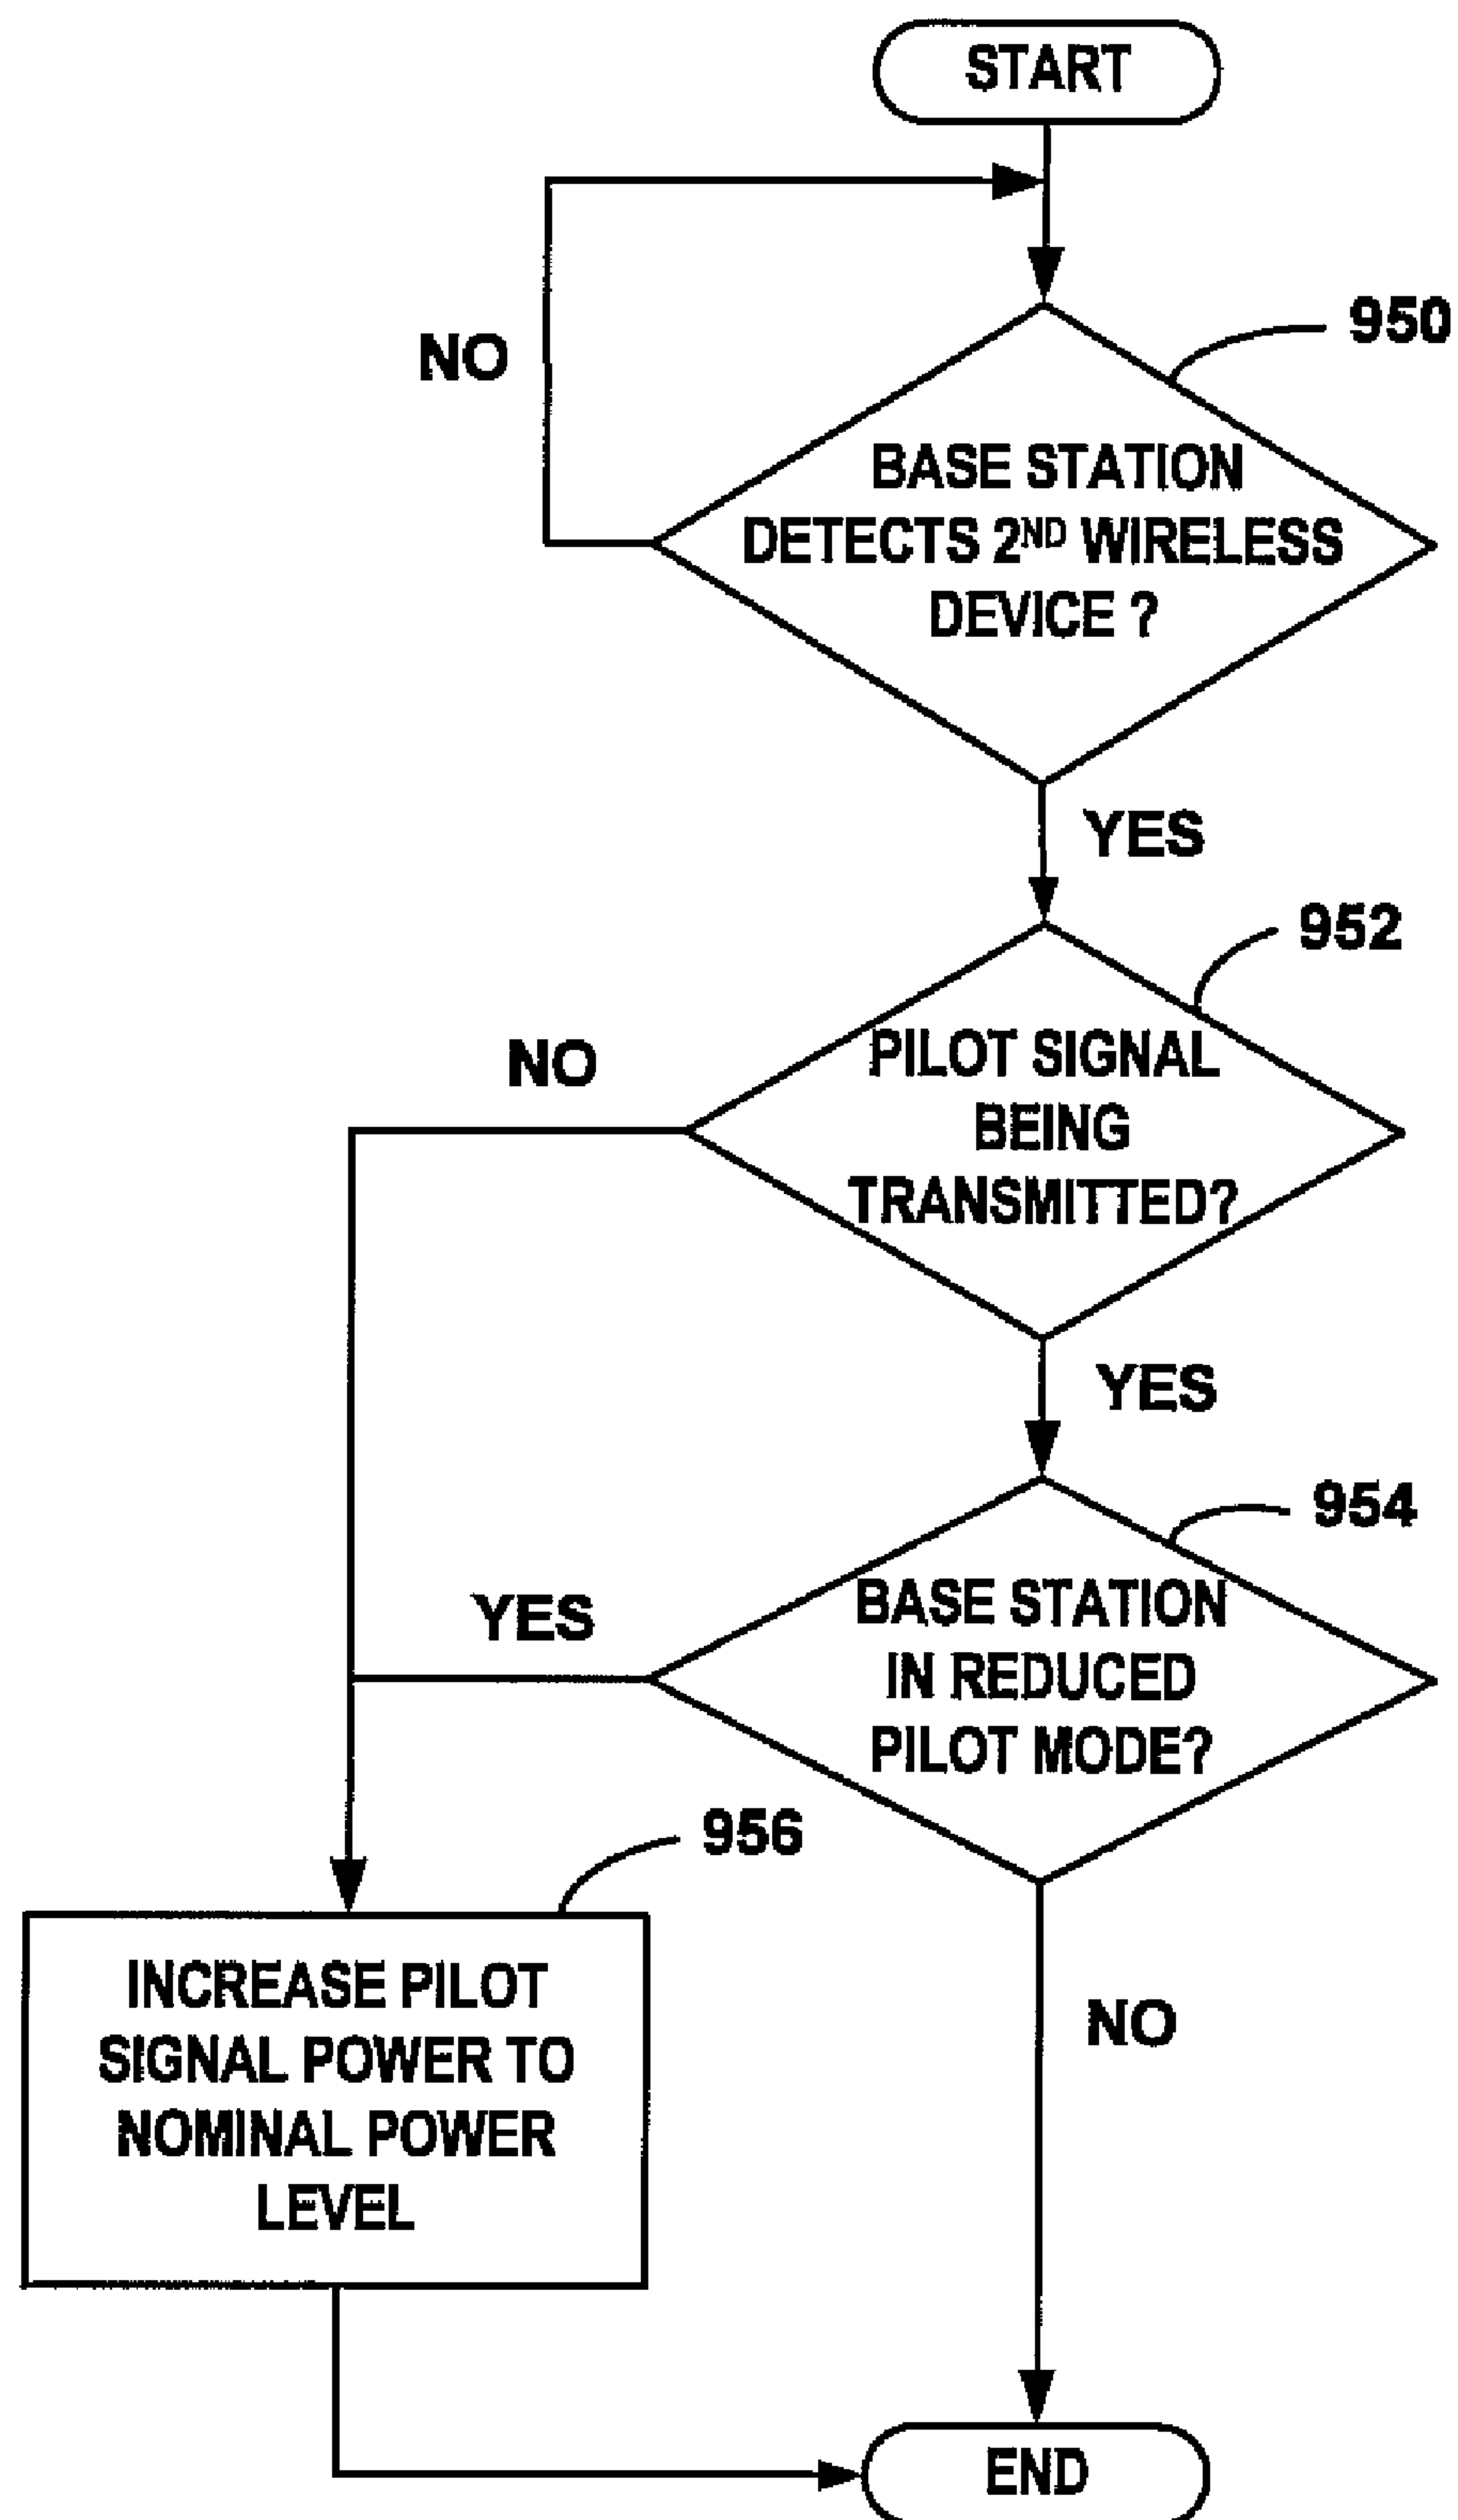 START
NO
950
BASE STATION
DETECTS 2ND WIRELESS
DEVICE ?
YES
952
NO
PILOT SIGNAL
BEING
TRANSMITTED?
YES
954
YES
BASE STATION
IN REDUCED
PILOT MODE?
956
INCREASE PILOT
SIGNAL POWER TO
NOMINAL POWER
LEVEL
NO
END